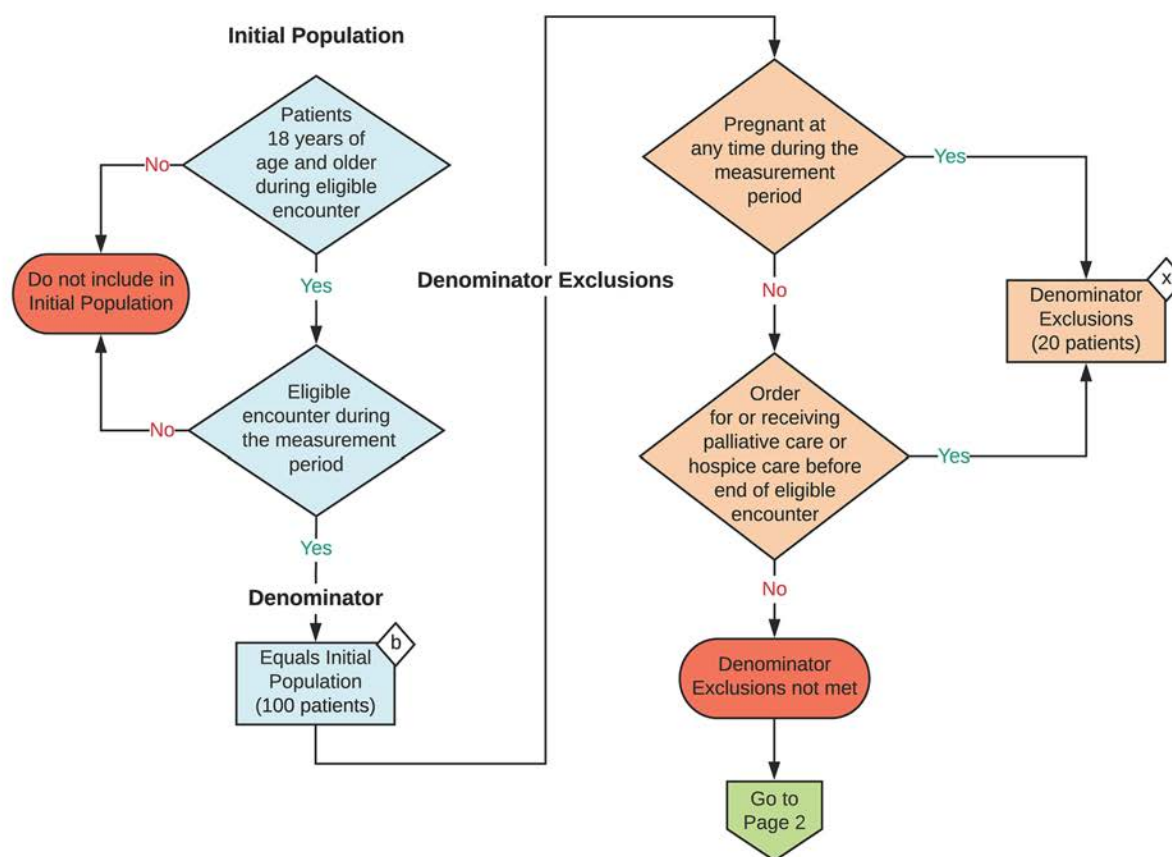 Initial Population
Patients
18 years of
age and older
during eligible
encounter
No
Do not include in
Initial Population
Yes
Eligible
encounter during
the measurement
period
No
Yes
Denominator
b
Equals Initial
Population
(100 patients)
Denominator Exclusions
Pregnant at
any time during the
measurement
period
Yes
No
x
Denominator
Exclusions
(20 patients)
Order
for or receiving
palliative care or
hospice care before
end of eligible
encounter
Yes
No
Denominator
Exclusions not met
Go to
Page 2